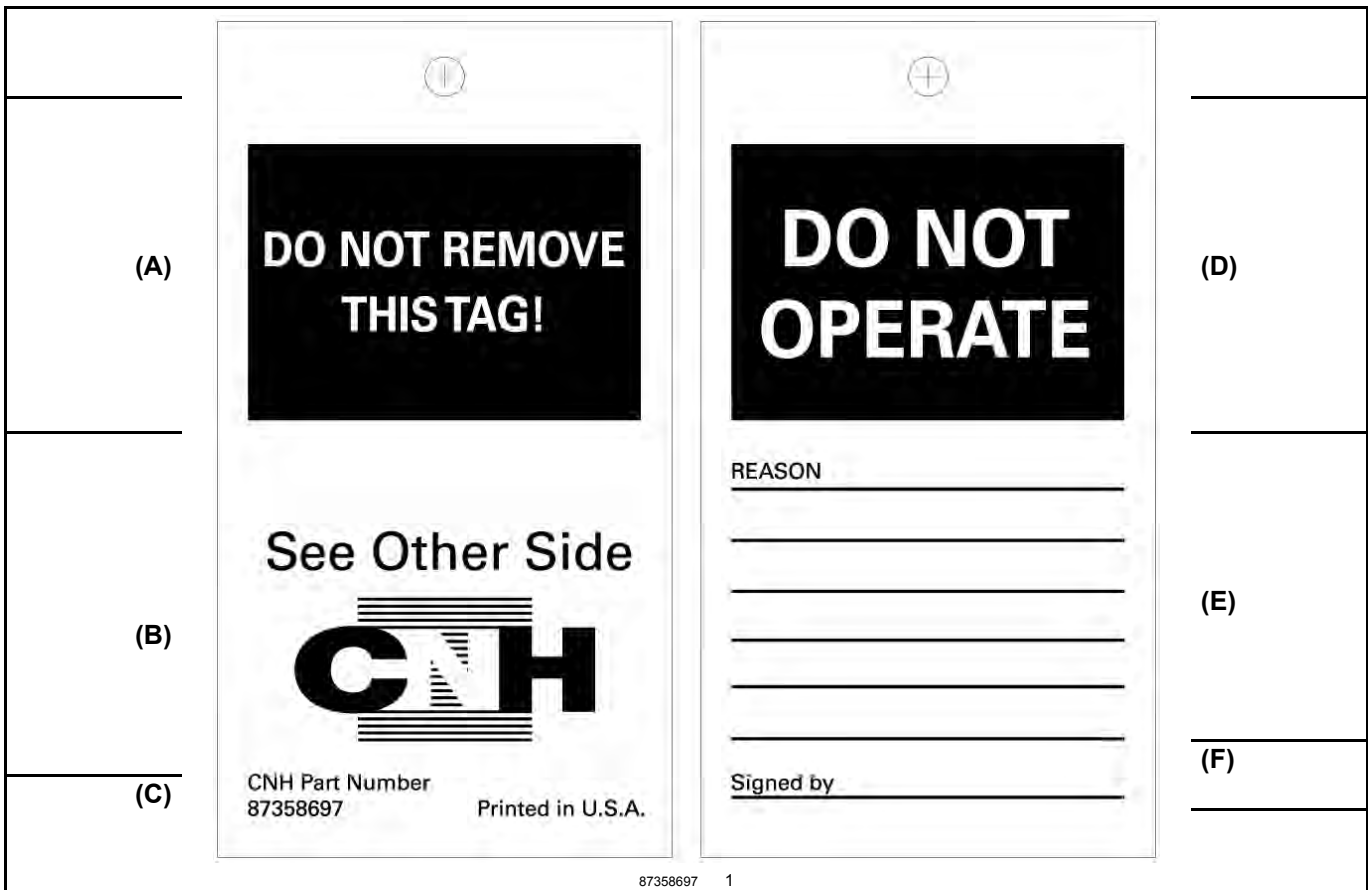 (A)
DO NOT REMOVE
THIS TAG!
(B)
See Other Side
CNH
(C)
CNH Part Number
87358697
Printed in U.S.A.
DO NOT
OPERATE
(D)
REASON
(E)
Signed by
(F)
87358697 1